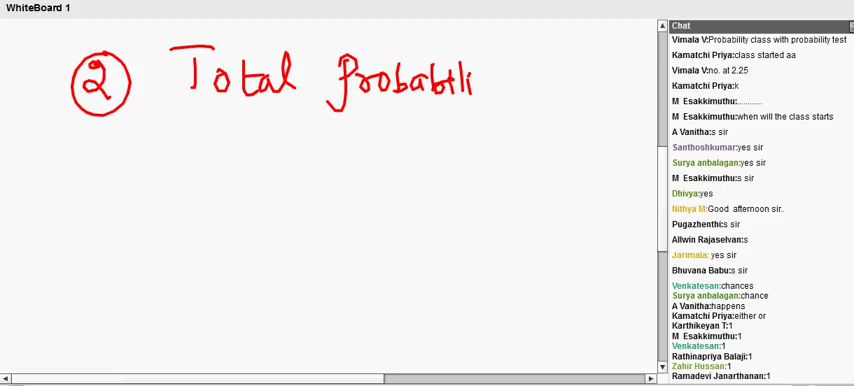 WhiteBoard 1
② Total Probabili
Chat
Vimala V:Probability class with probability test
Kamatchi Priya:class started aa
Vimala V:no. at 2.25
Kamatchi Priya:k
M Esakkimuthu:............
M Esakkimuthu:when will the class starts
A Vanitha:s sir
Santhoshkumar:yes sir
Surya anbalagan:yes sir
M Esakkimuthu:s sir
Dhivya:yes
Nithya M:Good afternoon sir..
Pugazhenthi:s sir
Allwin Rajaselvan:s
Jarimala: yes sir
Bhuvana Babu:s sir
Venkatesan:chances
Surya anbalagan:chance
A Vanitha:happens
Kamatchi Priya:either or
Karthikeyan T:1
M Esakkimuthu:1
Venkatesan:1
Rathinapriya Balaji:1
Zahir Hussan:1
Ramadevi Janarthanan:1